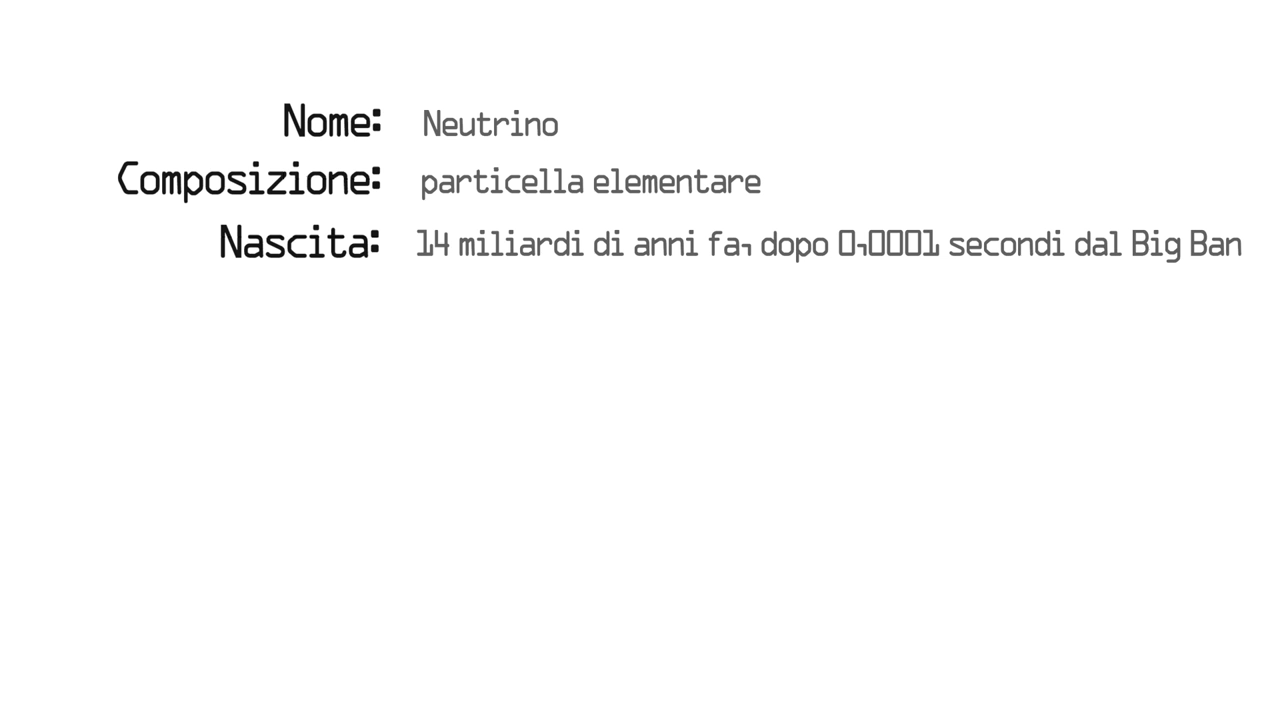 Nome: Neutrino
Composizione: particella elementare
Nascita: 14 miliardi di anni fa, dopo 0,0001 secondi dal Big Ban